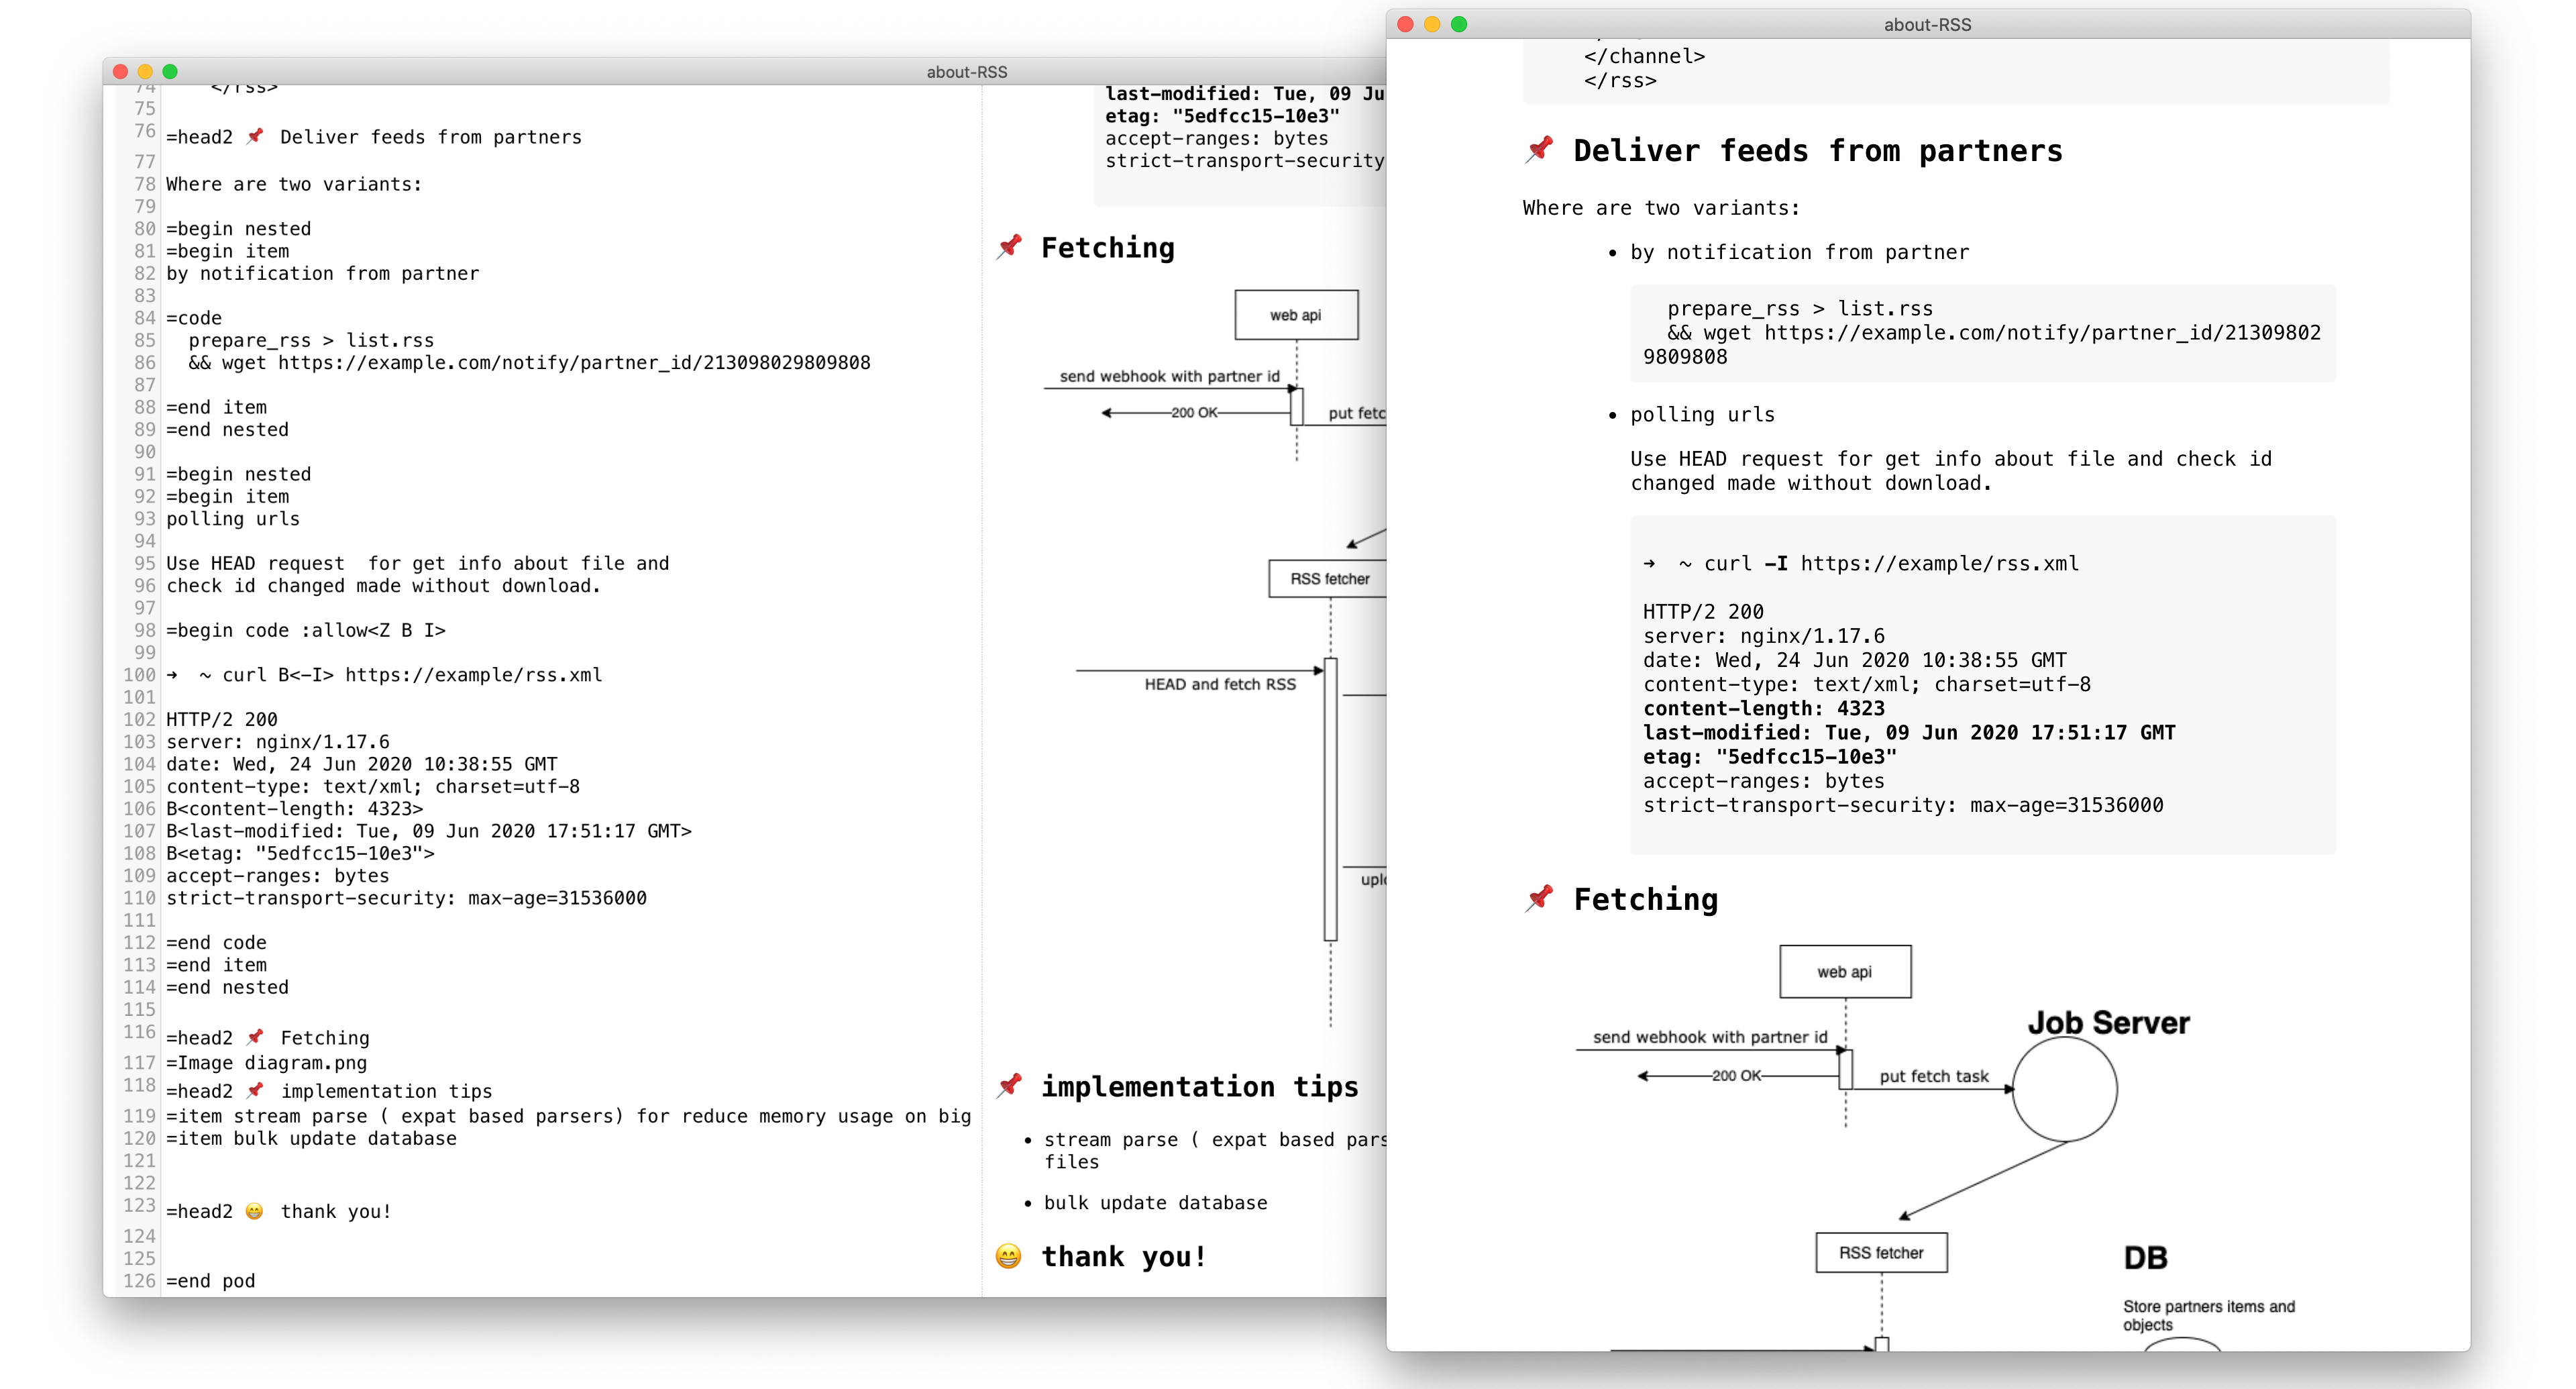 about-RSS
74 </rss>
75
76 =head2 📌 Deliver feeds from partners
77
78 Where are two variants:
79
80 =begin nested
81 =begin item
82 by notification from partner
83
84 =code
85   prepare_rss > list.rss
86   && wget https://example.com/notify/partner_id/213098029809808
87
88 =end item
89 =end nested
90
91 =begin nested
92 =begin item
93 polling urls
94
95 Use HEAD request  for get info about file and
96 check id changed made without download.
97
98 =begin code :allow<Z B I>
99
100 ➜  ~ curl B<-I> https://example/rss.xml
101
102 HTTP/2 200
103 server: nginx/1.17.6
104 date: Wed, 24 Jun 2020 10:38:55 GMT
105 content-type: text/xml; charset=utf-8
106 B<content-length: 4323>
107 B<last-modified: Tue, 09 Jun 2020 17:51:17 GMT>
108 B<etag: "5edfcc15-10e3">
109 accept-ranges: bytes
110 strict-transport-security: max-age=31536000
111
112 =end code
113 =end item
114 =end nested
115
116 =head2 📌 Fetching
117 =Image diagram.png
118 =head2 📌 implementation tips
119 =item stream parse ( expat based parsers) for reduce memory usage on big
120 =item bulk update database
121
122
123 =head2 😁 thank you!
124
125
126 =end pod
last-modified: Tue, 09 Ju
etag: "5edfcc15-10e3"
accept-ranges: bytes
strict-transport-security
📌 Fetching
web api
send webhook with partner id
200 OK
put fetc
RSS fetcher
HEAD and fetch RSS
uplo
📌 implementation tips
• stream parse ( expat based pars
files
• bulk update database
😁 thank you!
about-RSS
</channel>
</rss>
📌 Deliver feeds from partners
Where are two variants:
• by notification from partner
prepare_rss > list.rss
&& wget https://example.com/notify/partner_id/21309802
9809808
• polling urls
Use HEAD request for get info about file and check id
changed made without download.
➜  ~ curl -I https://example/rss.xml
HTTP/2 200
server: nginx/1.17.6
date: Wed, 24 Jun 2020 10:38:55 GMT
content-type: text/xml; charset=utf-8
content-length: 4323
last-modified: Tue, 09 Jun 2020 17:51:17 GMT
etag: "5edfcc15-10e3"
accept-ranges: bytes
strict-transport-security: max-age=31536000
📌 Fetching
web api
Job Server
send webhook with partner id
200 OK
put fetch task
RSS fetcher
DB
Store partners items and
objects